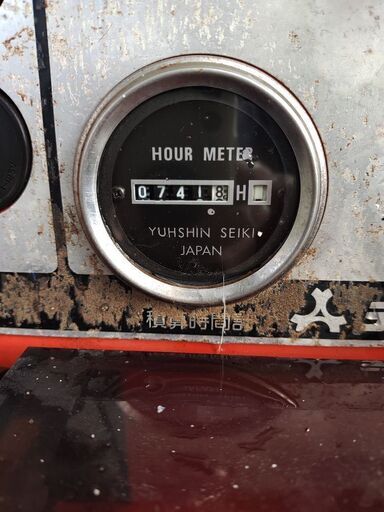 HOUR METER
07418 H
YUHSHIN SEIKI
JAPAN
積算時間計